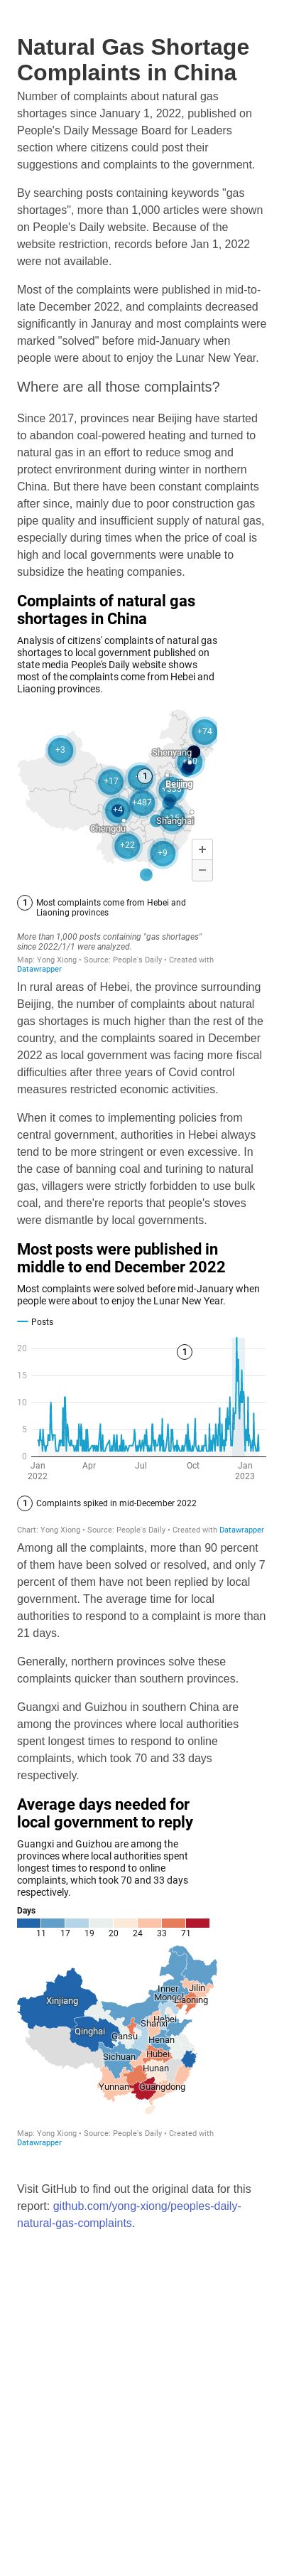 Natural Gas Shortage
Complaints in China
Number of complaints about natural gas
shortages since January 1, 2022, published on
People's Daily Message Board for Leaders
section where citizens could post their
suggestions and complaints to the government.
By searching posts containing keywords "gas
shortages", more than 1,000 articles were shown
on People's Daily website. Because of the
website restriction, records before Jan 1, 2022
were not available.
Most of the complaints were published in mid-to-
late December 2022, and complaints decreased
significantly in Januray and most complaints were
marked "solved" before mid-January when
people were about to enjoy the Lunar New Year.
Where are all those complaints?
Since 2017, provinces near Beijing have started
to abandon coal-powered heating and turned to
natural gas in an effort to reduce smog and
protect environment during winter in northern
China. But there have been constant complaints
after since, mainly due to poor construction gas
pipe quality and insufficient supply of natural gas,
especially during times when the price of coal is
high and local governments were unable to
subsidize the heating companies.
Complaints of natural gas
shortages in China
Analysis of citizens' complaints of natural gas
shortages to local government published on
state media People's Daily website shows
most of the complaints come from Hebei and
Liaoning provinces.
+74
+3
Shenyang
1
+17
Beijing
+487
+4
Shanghai
Chengdu
+22
+9
+
−
1 Most complaints come from Hebei and
Liaoning provinces
More than 1,000 posts containing "gas shortages"
since 2022/1/1 were analyzed.
Map: Yong Xiong • Source: People's Daily • Created with
Datawrapper
In rural areas of Hebei, the province surrounding
Beijing, the number of complaints about natural
gas shortages is much higher than the rest of the
country, and the complaints soared in December
2022 as local government was facing more fiscal
difficulties after three years of Covid control
measures restricted economic activities.
When it comes to implementing policies from
central government, authorities in Hebei always
tend to be more stringent or even excessive. In
the case of banning coal and turining to natural
gas, villagers were strictly forbidden to use bulk
coal, and there're reports that people's stoves
were dismantle by local governments.
Most posts were published in
middle to end December 2022
Most complaints were solved before mid-January when
people were about to enjoy the Lunar New Year.
Posts
20
1
15
10
5
0
Jan Apr Jul Oct Jan
2022 2023
1 Complaints spiked in mid-December 2022
Chart: Yong Xiong • Source: People's Daily • Created with Datawrapper
Among all the complaints, more than 90 percent
of them have been solved or resolved, and only 7
percent of them have not been replied by local
government. The average time for local
authorities to respond to a complaint is more than
21 days.
Generally, northern provinces solve these
complaints quicker than southern provinces.
Guangxi and Guizhou in southern China are
among the provinces where local authorities
spent longest times to respond to online
complaints, which took 70 and 33 days
respectively.
Average days needed for
local government to reply
Guangxi and Guizhou are among the
provinces where local authorities spent
longest times to respond to online
complaints, which took 70 and 33 days
respectively.
Days
11 17 19 20 24 33 71
Inner
Mongol
Jilin
Liaoning
Xinjiang
Hebei
Shanxi
Qinghai
Gansu
Henan
Sichuan
Hubei
Hunan
Yunnan
Guangdong
Map: Yong Xiong • Source: People's Daily • Created with
Datawrapper
Visit GitHub to find out the original data for this
report: github.com/yong-xiong/peoples-daily-
natural-gas-complaints.